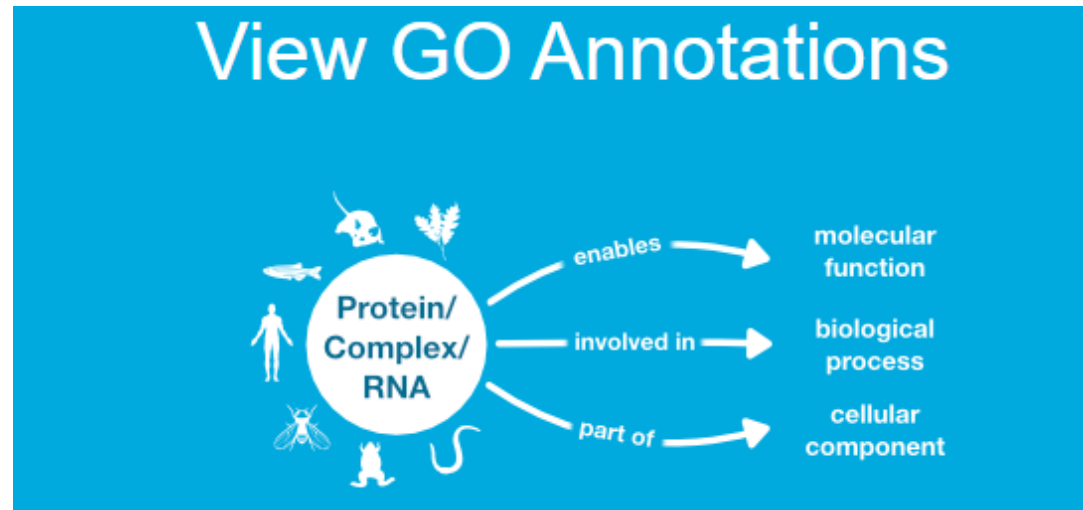 View GO Annotations
Protein/
Complex/
RNA
enables
molecular
function
involved in
biological
process
part of
cellular
component